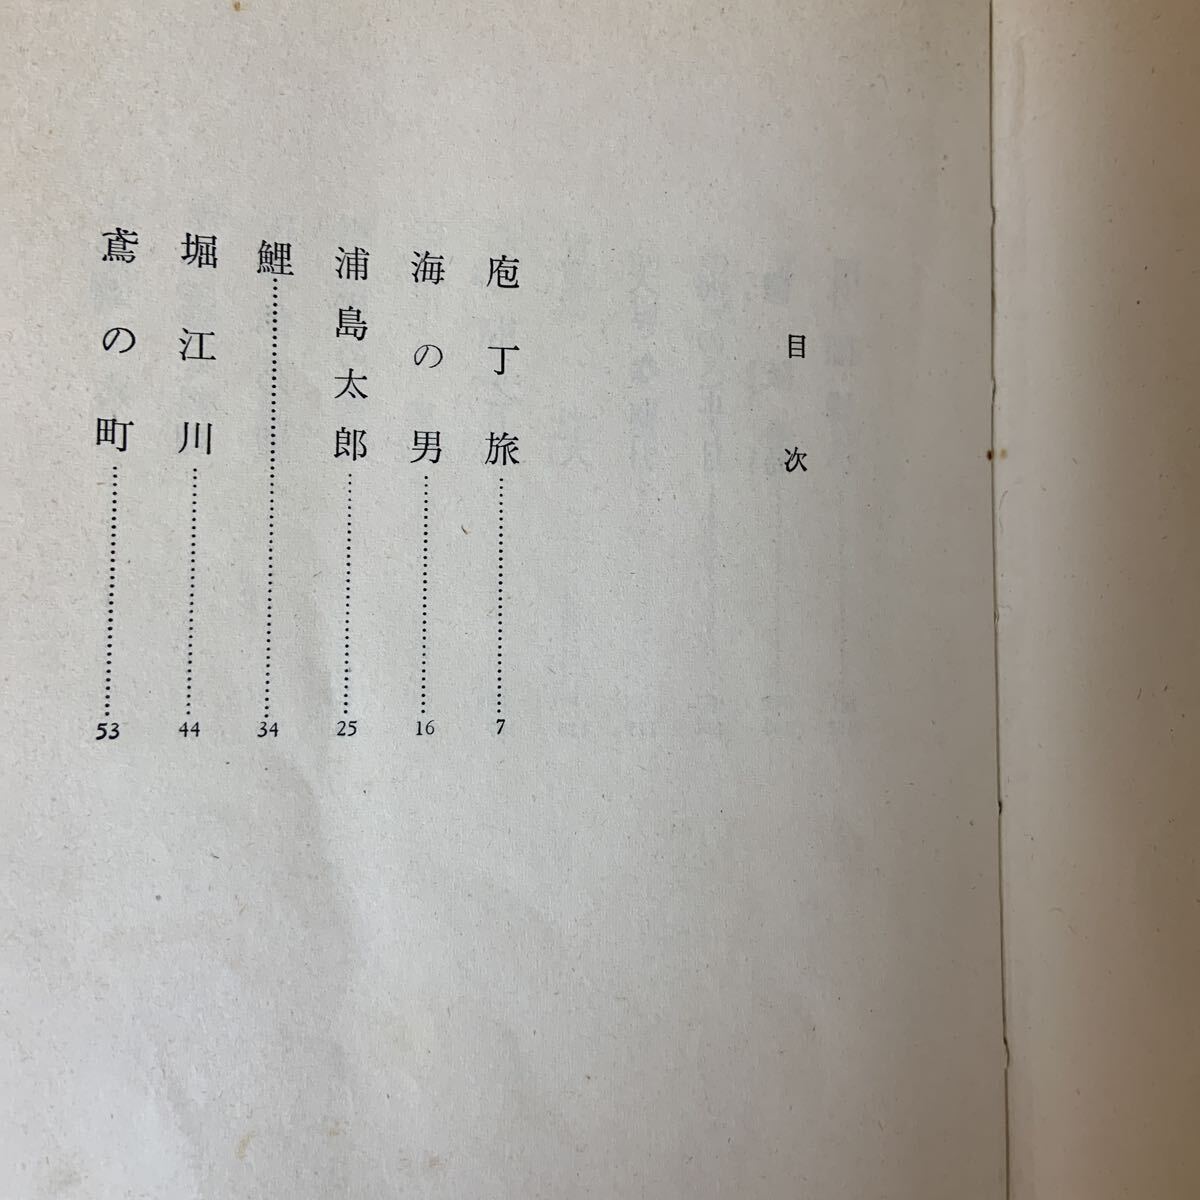 目次
庖丁旅……7
海の男……16
浦島太郎……25
鯉……34
堀江川……44
鳶の町……53